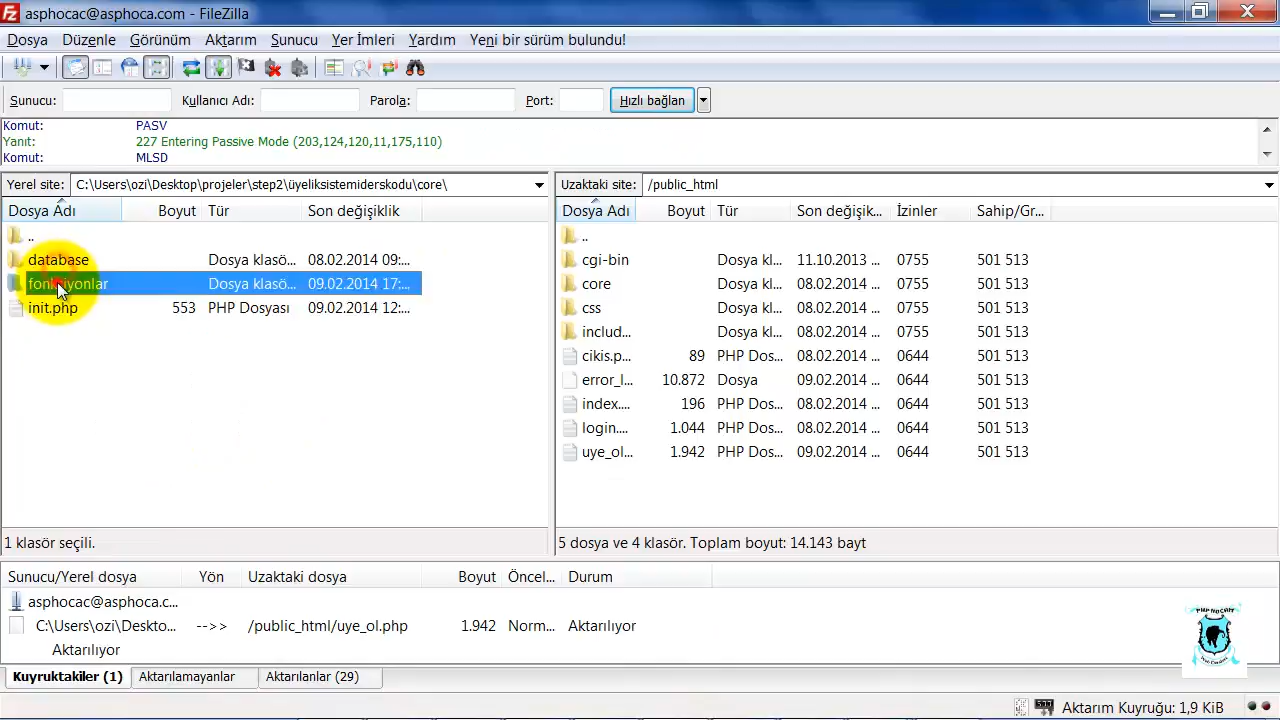 asphocac@asphoca.com - FileZilla
Dosya Düzenle Görünüm Aktarım Sunucu Yer İmleri Yardım Yeni bir sürüm bulundu!
Sunucu: Kullanıcı Adı: Parola: Port: Hızlı bağlan
Komut: PASV
Yanıt: 227 Entering Passive Mode (203,124,120,11,175,110)
Komut: MLSD
Yerel site: C:\Users\ozi\Desktop\projeler\step2\üyeliksistemiderskodu\core\
Dosya Adı Boyut Tür Son değişiklik
..
database Dosya klasö... 08.02.2014 09:...
fonksiyonlar Dosya klasö... 09.02.2014 17:...
init.php 553 PHP Dosyası 09.02.2014 12:...
1 klasör seçili.
Uzaktaki site: /public_html
Dosya Adı Boyut Tür Son değişik... İzinler Sahip/Gr...
..
cgi-bin Dosya kl... 11.10.2013 ... 0755 501 513
core Dosya kl... 08.02.2014 ... 0755 501 513
css Dosya kl... 08.02.2014 ... 0755 501 513
includ... Dosya kl... 08.02.2014 ... 0755 501 513
cikis.p... 89 PHP Dos... 08.02.2014 ... 0644 501 513
error_l... 10.872 Dosya 09.02.2014 ... 0644 501 513
index.... 196 PHP Dos... 08.02.2014 ... 0644 501 513
login.... 1.044 PHP Dos... 08.02.2014 ... 0644 501 513
uye_ol... 1.942 PHP Dos... 09.02.2014 ... 0644 501 513
5 dosya ve 4 klasör. Toplam boyut: 14.143 bayt
Sunucu/Yerel dosya Yön Uzaktaki dosya Boyut Öncel... Durum
asphocac@asphoca.c...
C:\Users\ozi\Deskto... -->> /public_html/uye_ol.php 1.942 Norm... Aktarılıyor
Aktarılıyor
Kuyruktakiler (1) Aktarılamayanlar Aktarılanlar (29)
PHP HOCAM
Aktarım Kuyruğu: 1,9 KiB